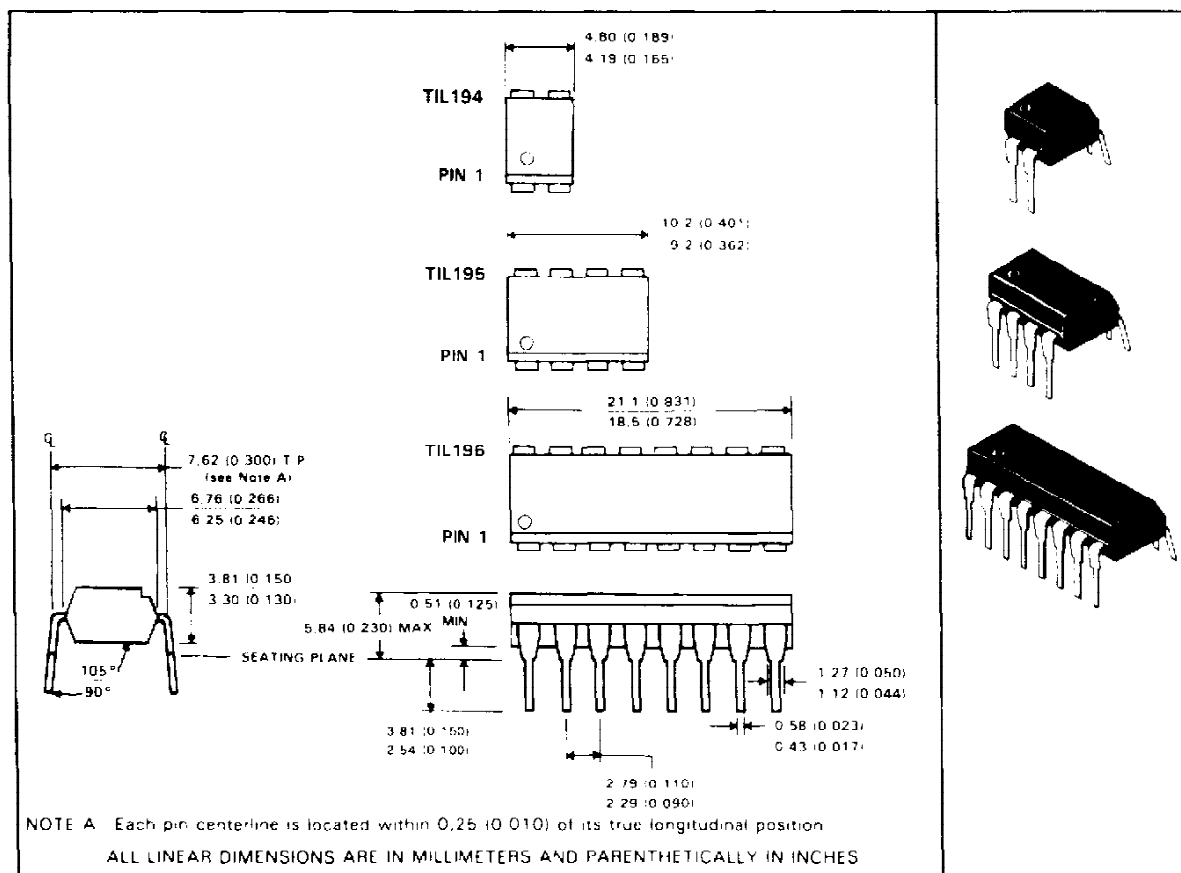 4.80 (0.189)
4.19 (0.165)
TIL194
PIN 1
10.2 (0.401
9.2 (0.362)
TIL195
PIN 1
21.1 (0.831)
18.5 (0.728)
TIL196
PIN 1
℄ ℄
7.62 (0.300) T.P
(see Note A)
6.76 (0.266)
6.25 (0.246)
3.81 (0.150
3.30 (0.130)
0.51 (0.125)
MIN
5.84 (0.230) MAX
SEATING PLANE
105°
90°
1.27 (0.050)
1.12 (0.044)
3.81 (0.150)
2.54 (0.100)
0.58 (0.023)
0.43 (0.017)
2.79 (0.110)
2.29 (0.090)
NOTE A Each pin centerline is located within 0,25 (0.010) of its true longitudinal position
ALL LINEAR DIMENSIONS ARE IN MILLIMETERS AND PARENTHETICALLY IN INCHES